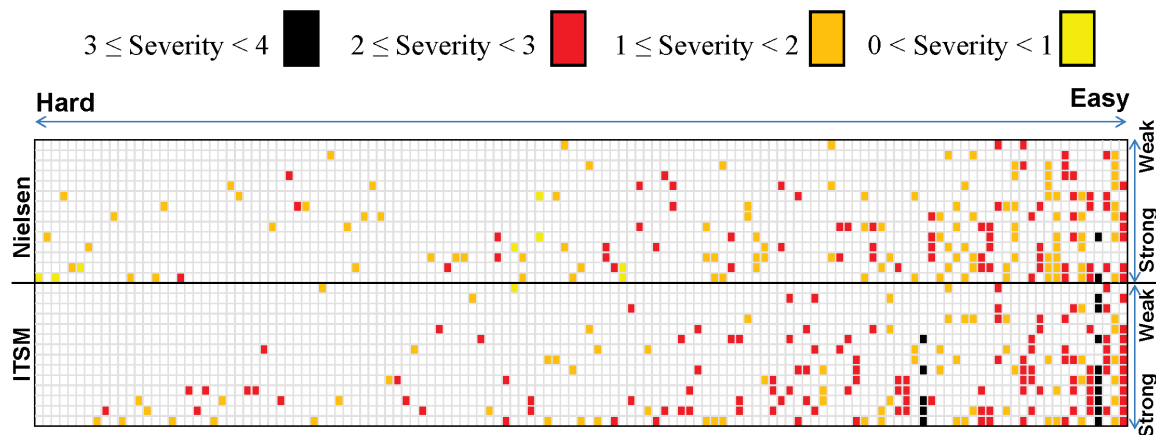 3 ≤ Severity < 4
2 ≤ Severity < 3
1 ≤ Severity < 2
0 < Severity < 1
Hard
Easy
Nielsen
Weak
Strong
ITSM
Weak
Strong